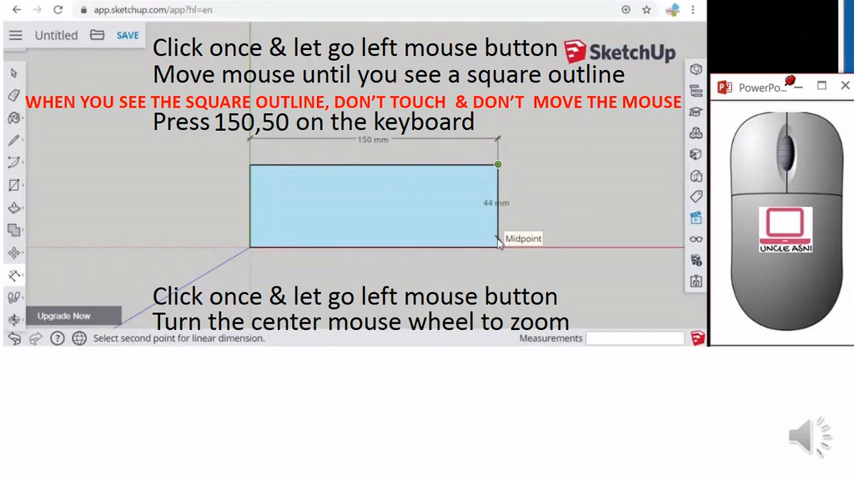 app.sketchup.com/app?hl=en
Untitled
SAVE
Click once & let go left mouse button
SketchUp
Move mouse until you see a square outline
WHEN YOU SEE THE SQUARE OUTLINE, DON'T TOUCH & DON'T MOVE THE MOUSE
Press 150,50 on the keyboard
150 mm
44 mm
Midpoint
Click once & let go left mouse button
Upgrade Now
Turn the center mouse wheel to zoom
Select second point for linear dimension.
Measurements
PowerPo...
UNCLE ASNI